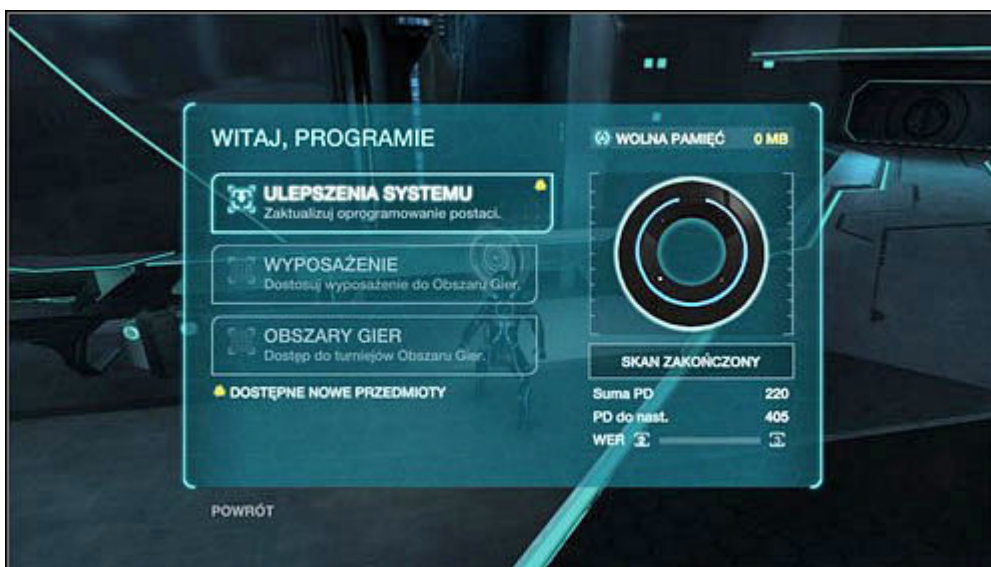 WITAJ, PROGRAMIE
ULEPSZENIA SYSTEMU
Zaktualizuj oprogramowanie postaci.
WYPOSAŻENIE
Dostosuj wyposażenie do Obszaru Gier.
OBSZARY GIER
Dostęp do turniejów Obszaru Gier.
DOSTĘPNE NOWE PRZEDMIOTY
WOLNA PAMIĘĆ 0 MB
SKAN ZAKOŃCZONY
Suma PD 220
PD do nast. 405
WER 2 3
POWRÓT